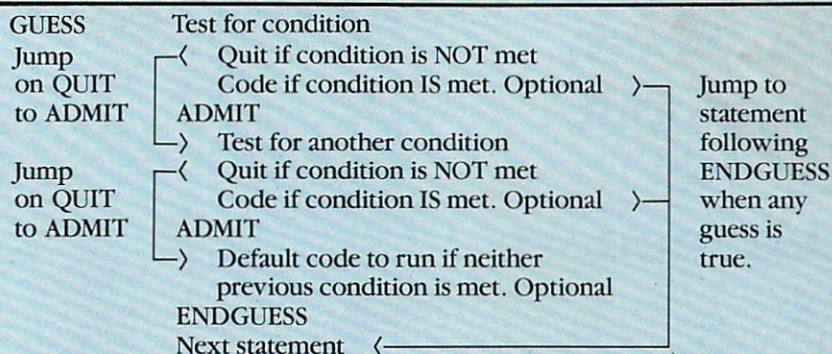 GUESS Test for condition
Jump 〈 Quit if condition is NOT met
on QUIT Code if condition IS met. Optional 〉 Jump to
to ADMIT ADMIT statement
〉 Test for another condition following
Jump 〈 Quit if condition is NOT met ENDGUESS
on QUIT Code if condition IS met. Optional 〉 when any
to ADMIT ADMIT guess is
〉 Default code to run if neither true.
previous condition is met. Optional
ENDGUESS
Next statement 〈